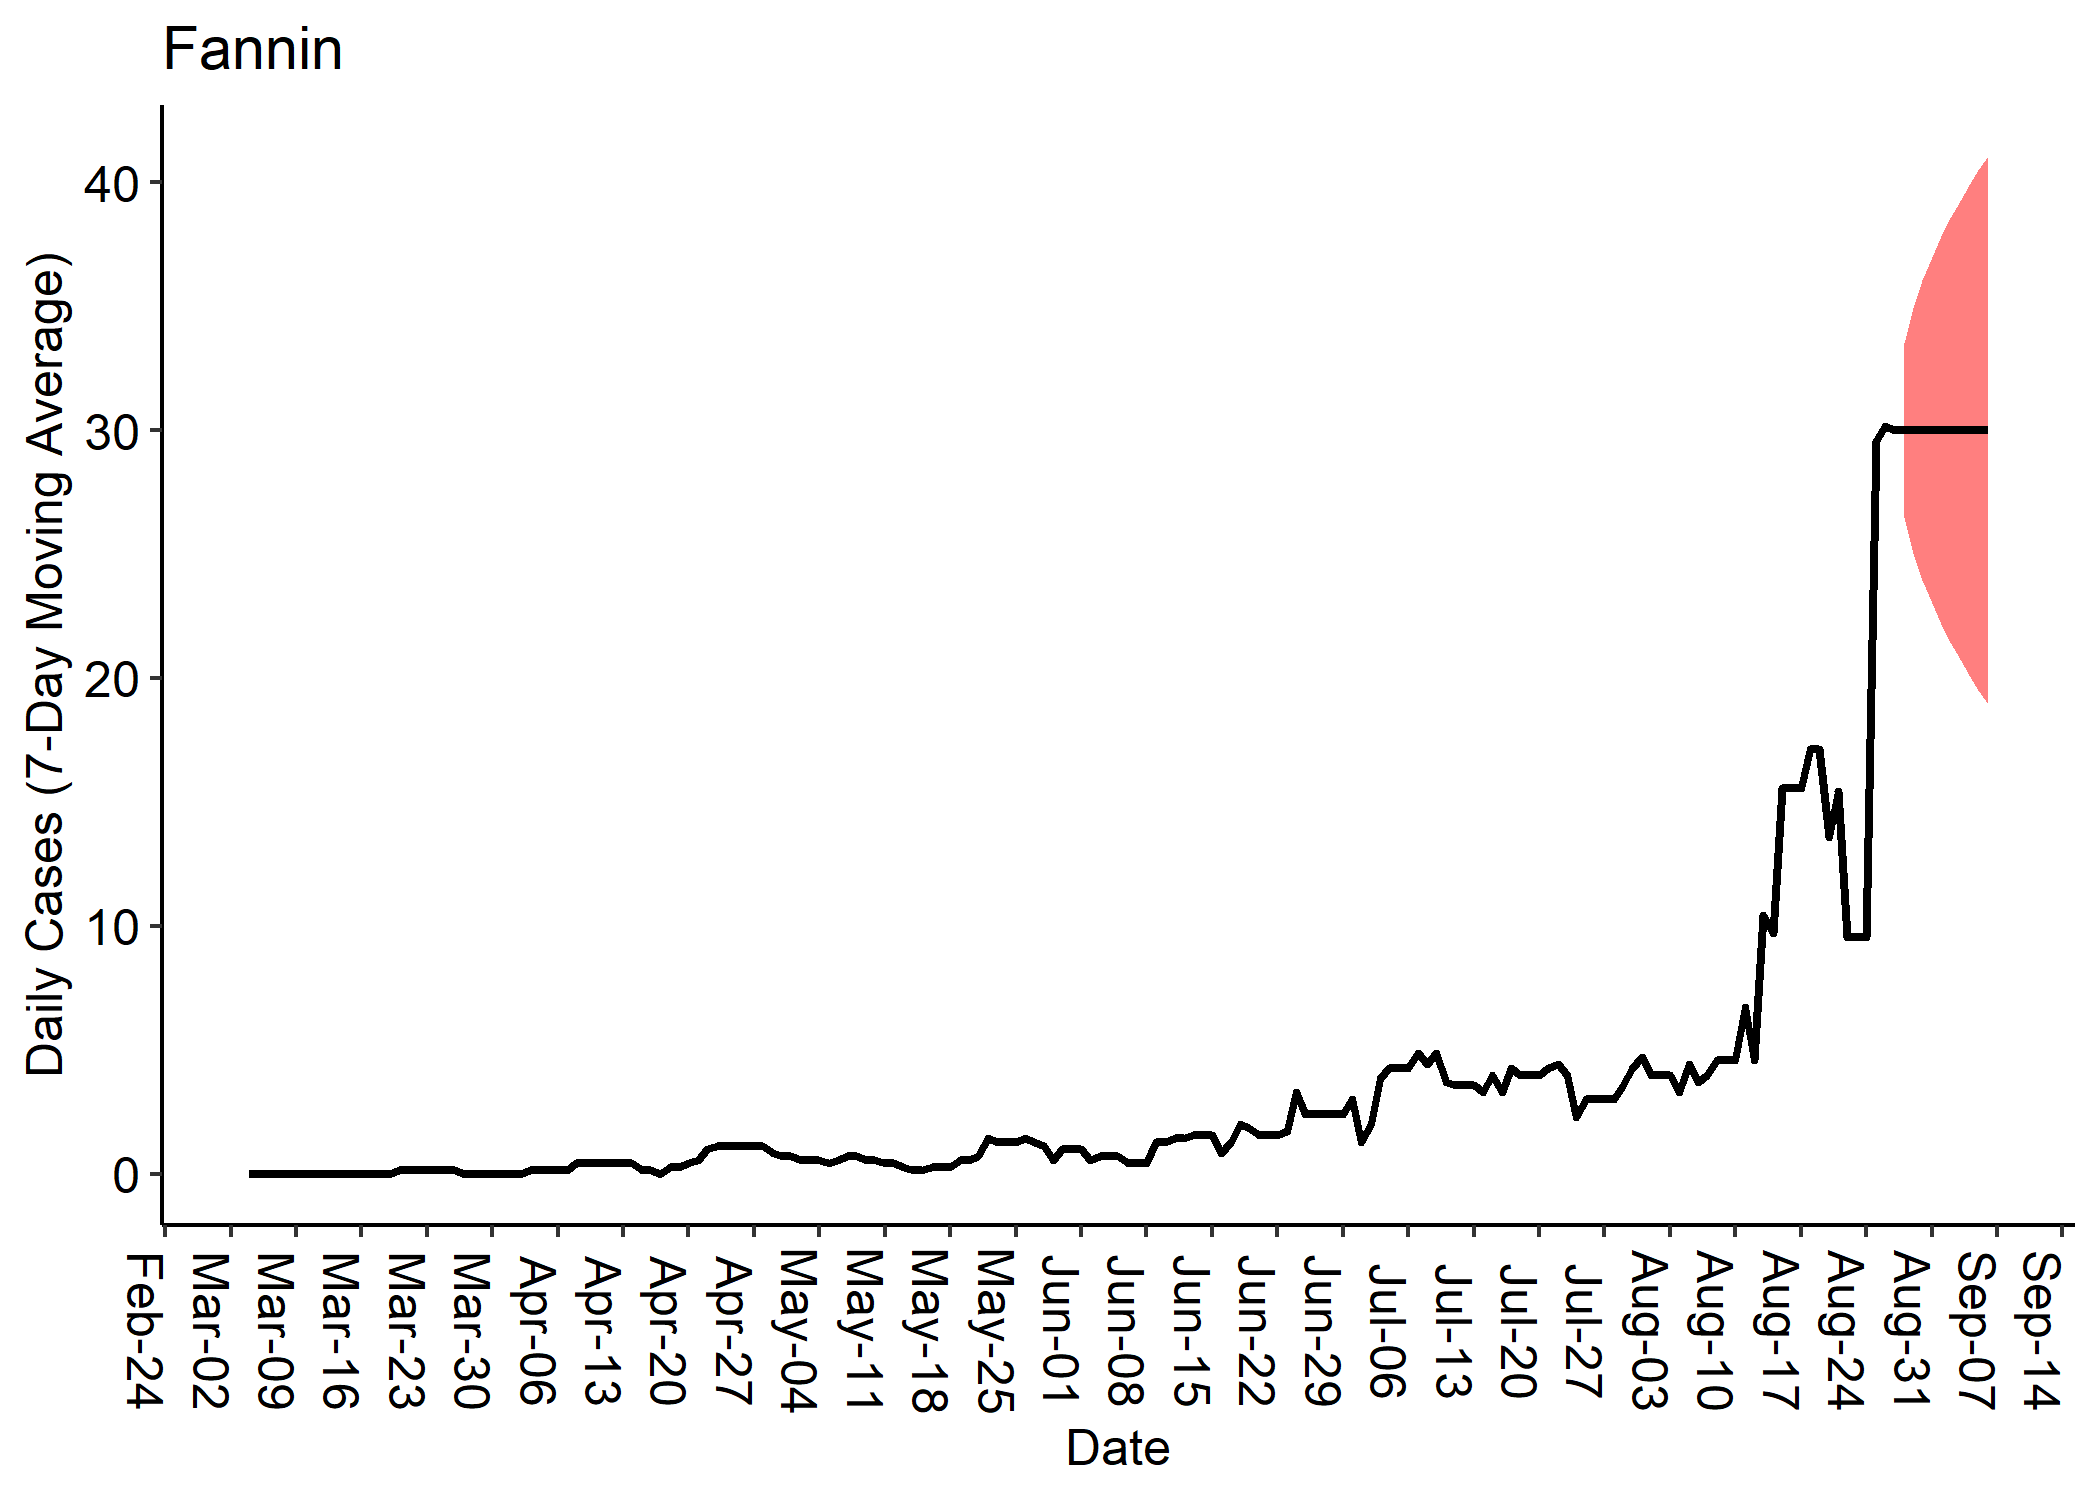 Fannin
Daily Cases (7-Day Moving Average)
40
30
20
10
0
Feb-24
Mar-02
Mar-09
Mar-16
Mar-23
Mar-30
Apr-06
Apr-13
Apr-20
Apr-27
May-04
May-11
May-18
May-25
Jun-01
Jun-08
Jun-15
Jun-22
Jun-29
Jul-06
Jul-13
Jul-20
Jul-27
Aug-03
Aug-10
Aug-17
Aug-24
Aug-31
Sep-07
Sep-14
Date